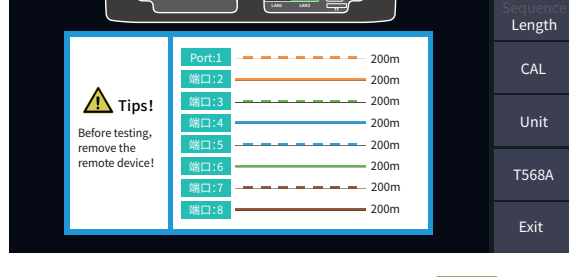 LAN1 LAN2
Sequence
Length
CAL
Unit
T568A
Exit
Tips!
Before testing,
remove the
remote device!
Port:1 200m
端口:2 200m
端口:3 200m
端口:4 200m
端口:5 200m
端口:6 200m
端口:7 200m
端口:8 200m